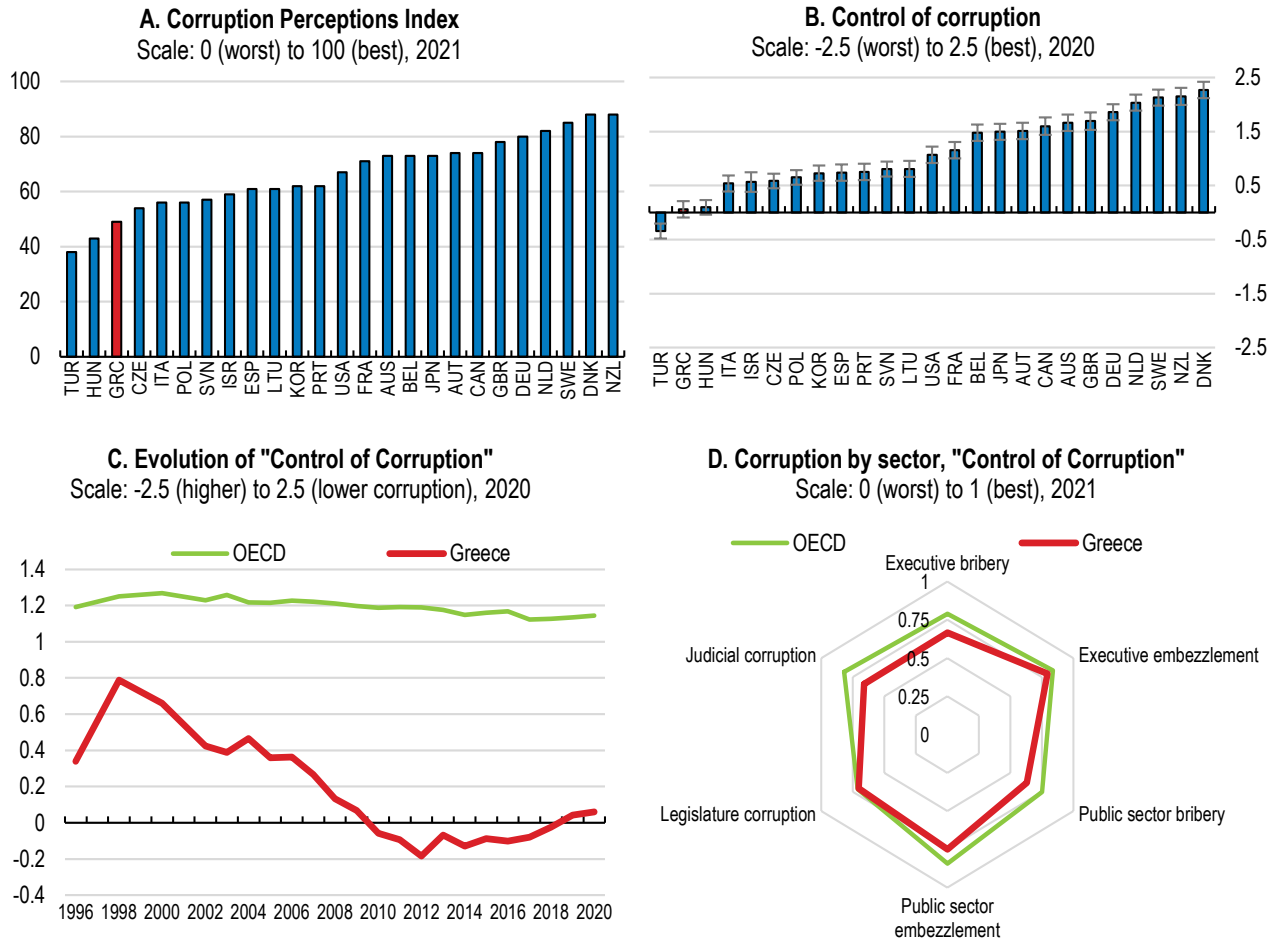 A. Corruption Perceptions Index
Scale: 0 (worst) to 100 (best), 2021
100
80
60
40
20
0
TUR HUN GRC CZE ITA POL SVN ISR ESP LTU KOR PRT USA FRA AUS BEL JPN AUT CAN GBR DEU NLD SWE DNK NZL
B. Control of corruption
Scale: -2.5 (worst) to 2.5 (best), 2020
2.5
1.5
0.5
-0.5
-1.5
-2.5
TUR GRC HUN ITA ISR CZE POL KOR ESP PRT SVN LTU USA FRA BEL JPN AUT CAN AUS GBR DEU NLD SWE NZL DNK
C. Evolution of "Control of Corruption"
Scale: -2.5 (higher) to 2.5 (lower corruption), 2020
OECD Greece
1.4
1.2
1
0.8
0.6
0.4
0.2
0
-0.2
-0.4
1996 1998 2000 2002 2004 2006 2008 2010 2012 2014 2016 2018 2020
D. Corruption by sector, "Control of Corruption"
Scale: 0 (worst) to 1 (best), 2021
OECD Greece
Executive bribery
1
0.75
0.5
0.25
0
Executive embezzlement
Public sector bribery
Public sector
embezzlement
Legislature corruption
Judicial corruption